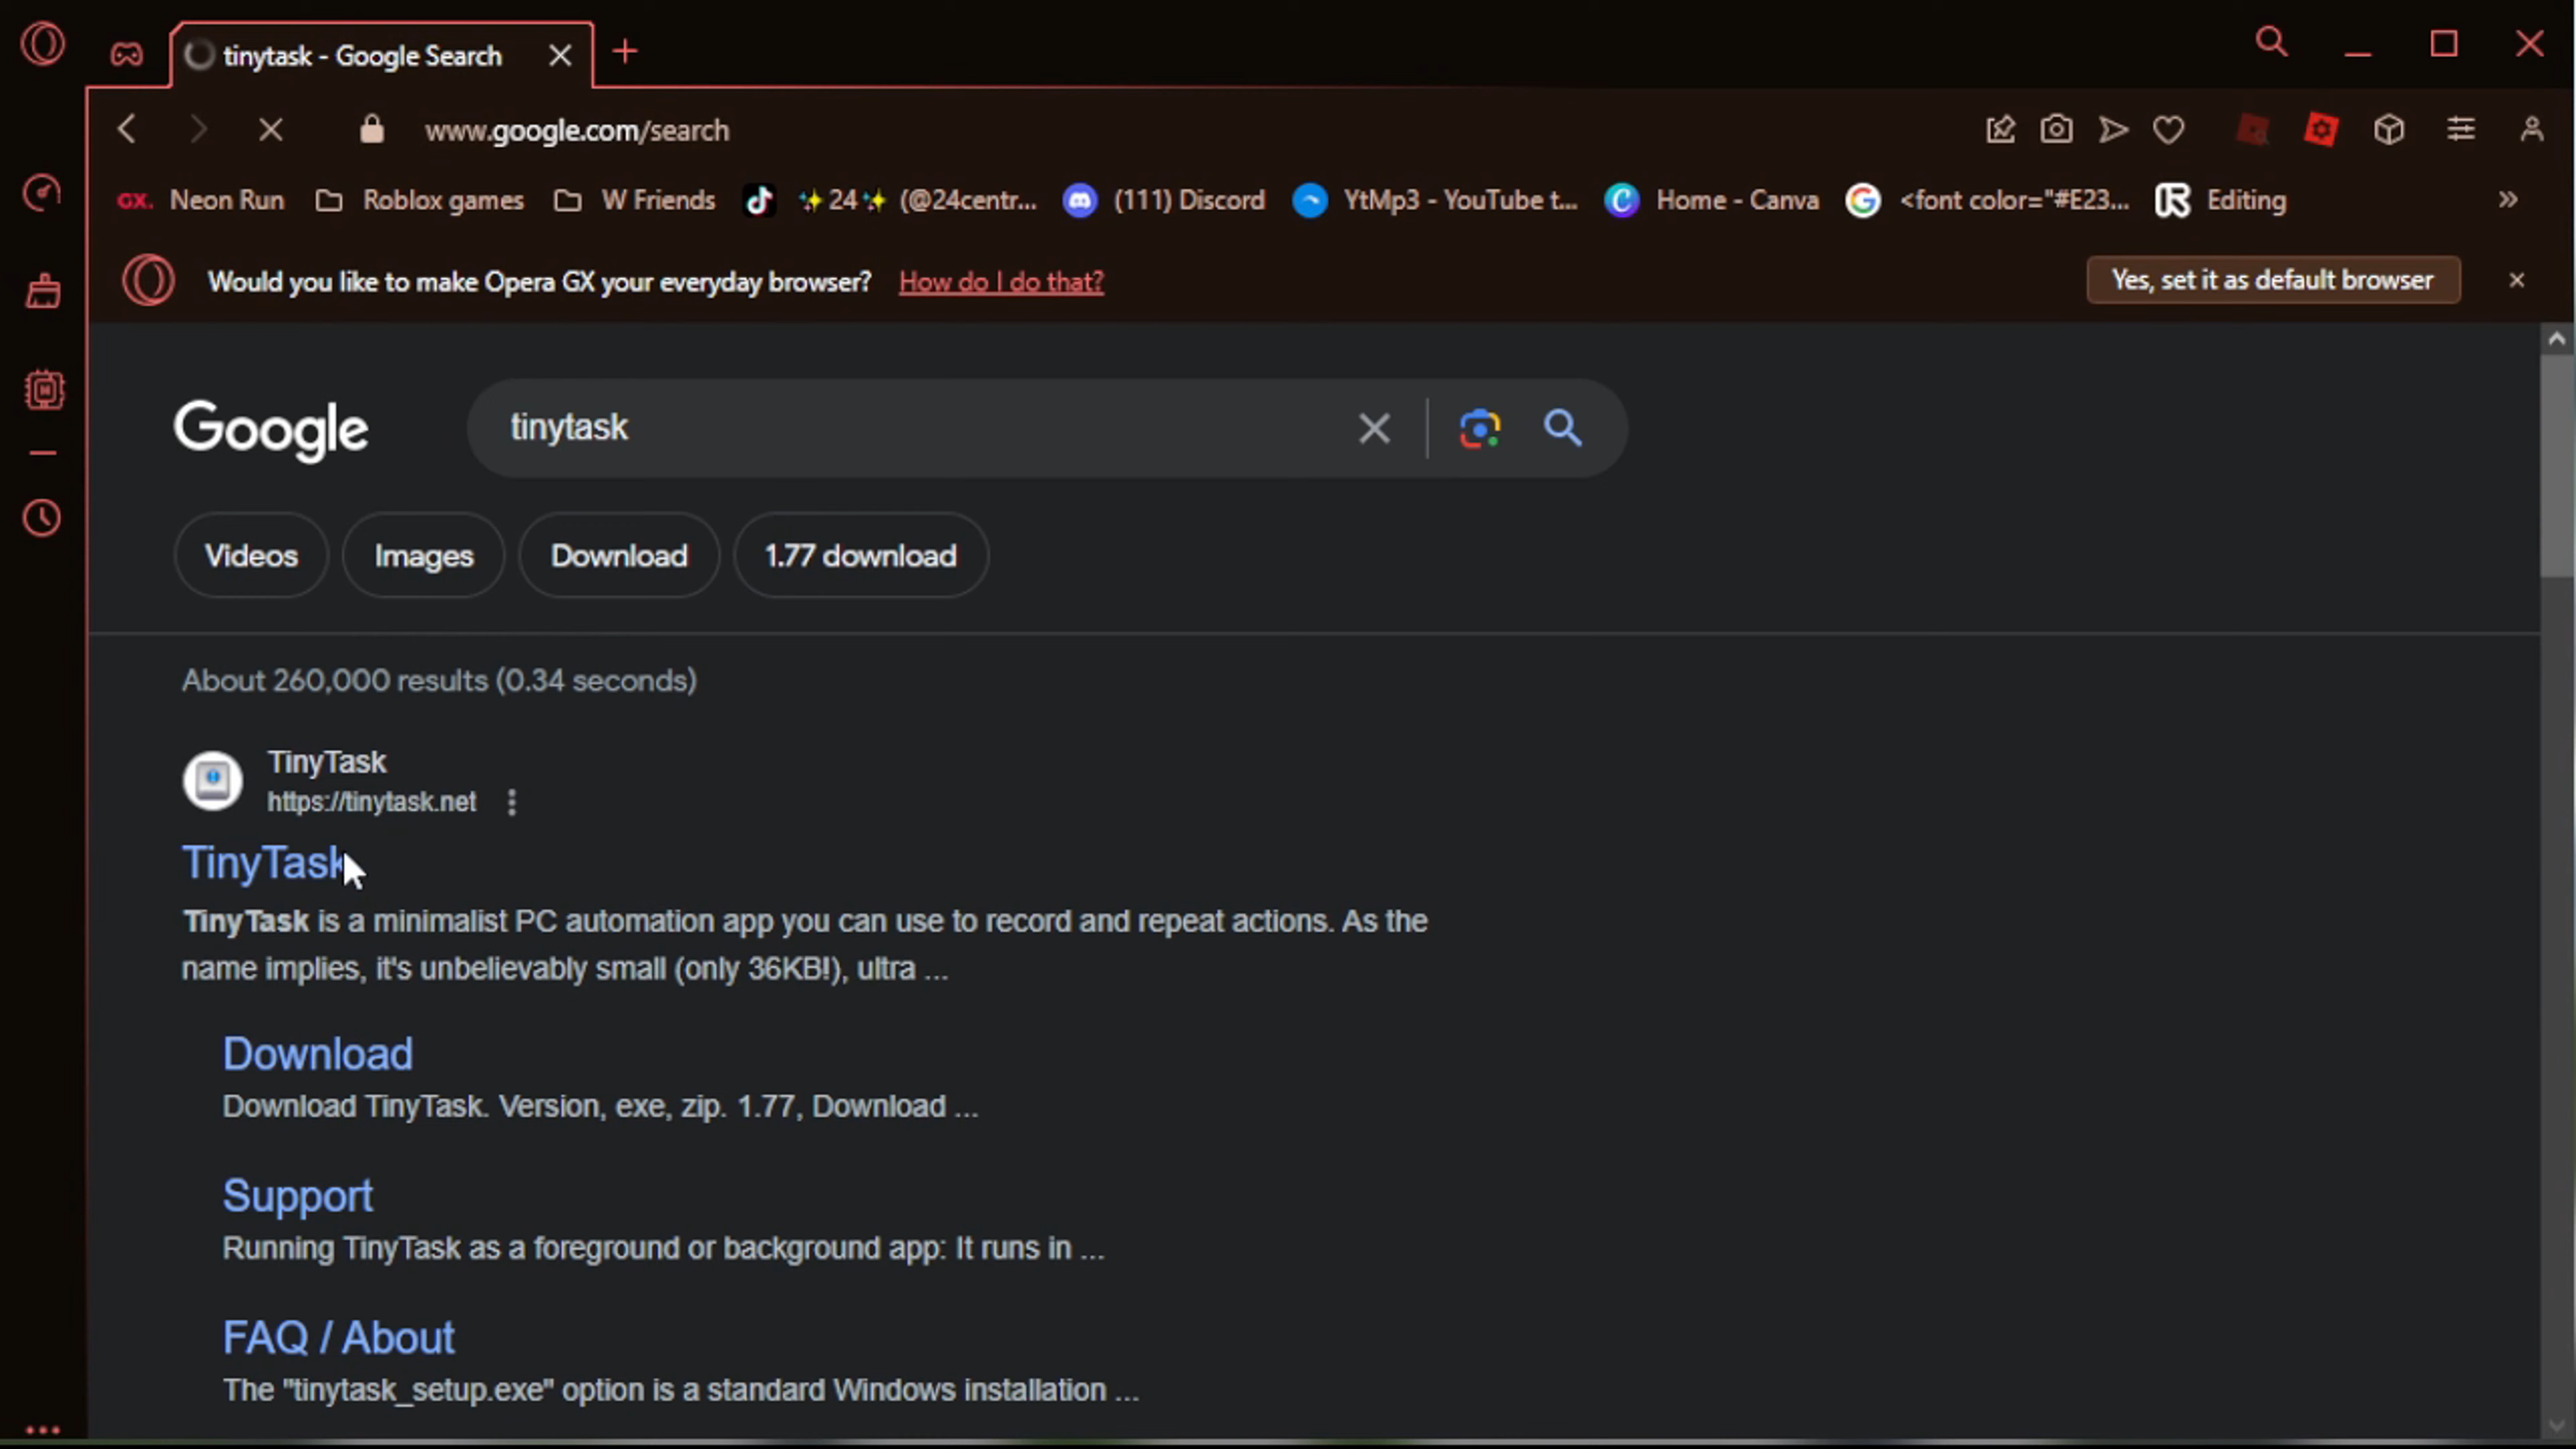 tinytask - Google Search
www.google.com/search
GX. Neon Run Roblox games W Friends ✨24✨ (@24centr... (111) Discord YtMp3 - YouTube t... Home - Canva <font color="#E23... Editing
Would you like to make Opera GX your everyday browser? How do I do that? Yes, set it as default browser
Google tinytask
Videos Images Download 1.77 download
About 260,000 results (0.34 seconds)
TinyTask
https://tinytask.net
TinyTask
TinyTask is a minimalist PC automation app you can use to record and repeat actions. As the
name implies, it's unbelievably small (only 36KB!), ultra ...
Download
Download TinyTask. Version, exe, zip. 1.77, Download ...
Support
Running TinyTask as a foreground or background app: It runs in ...
FAQ / About
The "tinytask_setup.exe" option is a standard Windows installation ...